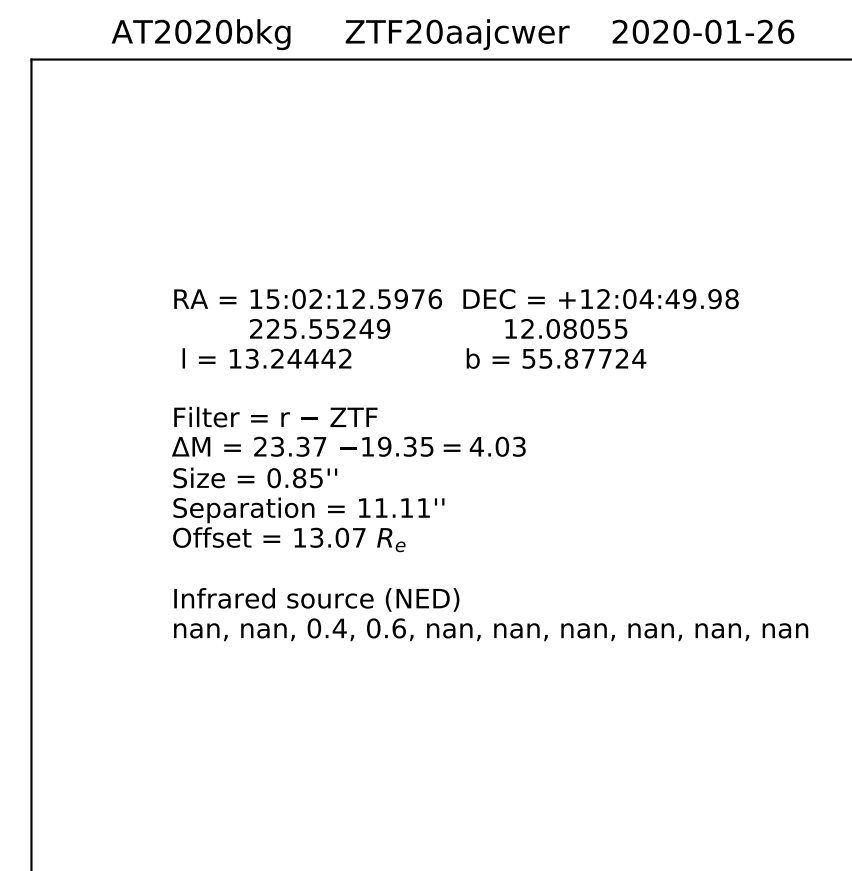 AT2020bkg ZTF20aajcwer 2020-01-26
RA = 15:02:12.5976 DEC = +12:04:49.98
225.55249 12.08055
l = 13.24442 b = 55.87724
Filter = r − ZTF
ΔM = 23.37 −19.35 = 4.03
Size = 0.85''
Separation = 11.11''
Offset = 13.07 Re
Infrared source (NED)
nan, nan, 0.4, 0.6, nan, nan, nan, nan, nan, nan